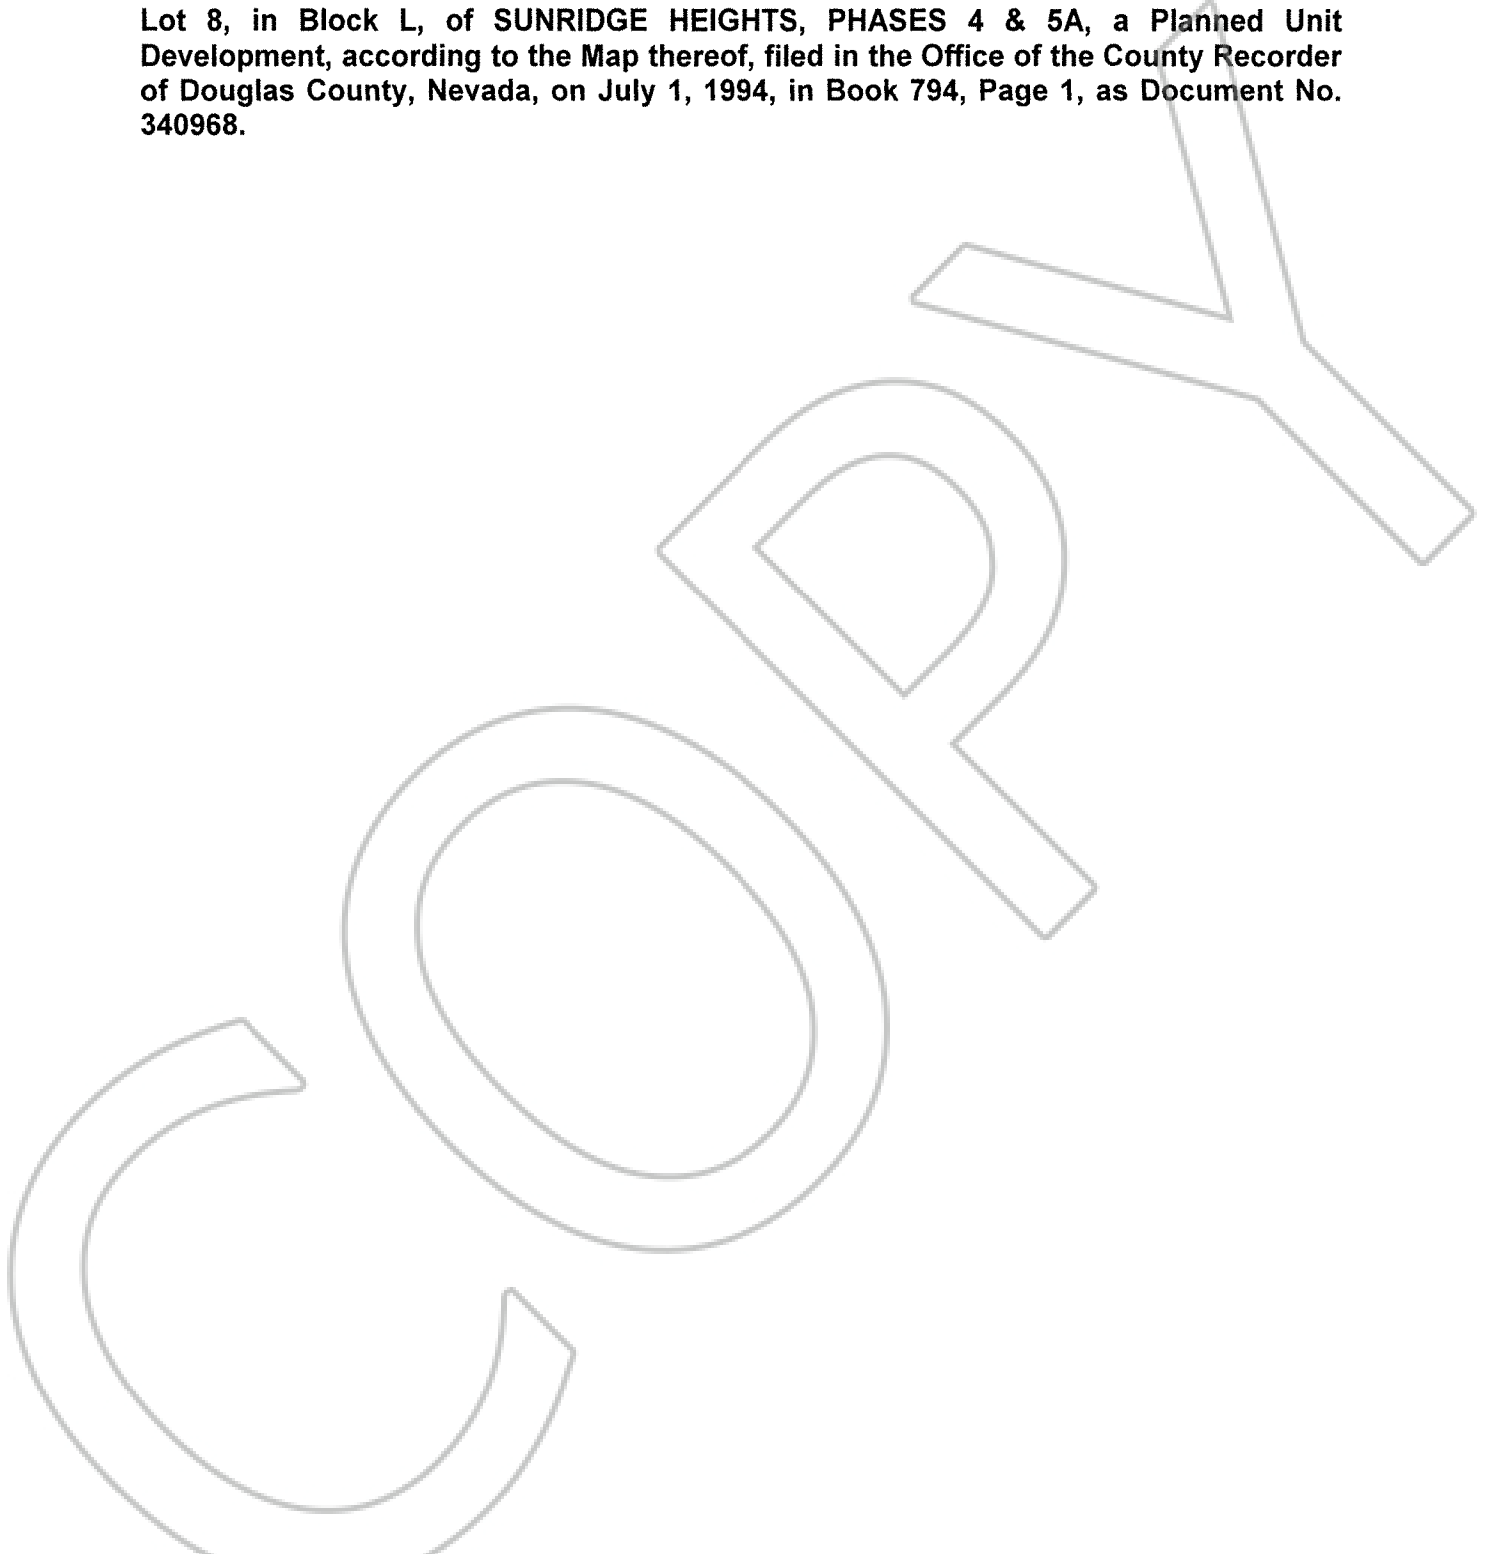 Lot 8, in Block L, of SUNRIDGE HEIGHTS, PHASES 4 & 5A, a Planned Unit
Development, according to the Map thereof, filed in the Office of the County Recorder
of Douglas County, Nevada, on July 1, 1994, in Book 794, Page 1, as Document No.
340968.
COPY